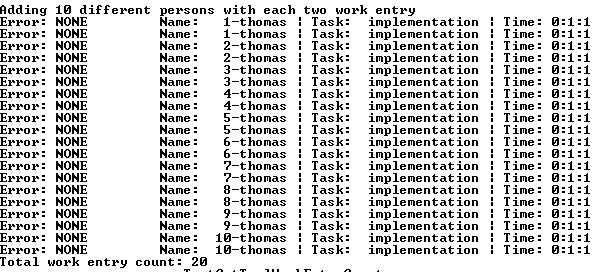 Adding 10 different persons with each two work entry
Error: NONE Name: 1-thomas | Task: implementation | Time: 0:1:1
Error: NONE Name: 1-thomas | Task: implementation | Time: 0:1:1
Error: NONE Name: 2-thomas | Task: implementation | Time: 0:1:1
Error: NONE Name: 2-thomas | Task: implementation | Time: 0:1:1
Error: NONE Name: 3-thomas | Task: implementation | Time: 0:1:1
Error: NONE Name: 3-thomas | Task: implementation | Time: 0:1:1
Error: NONE Name: 4-thomas | Task: implementation | Time: 0:1:1
Error: NONE Name: 4-thomas | Task: implementation | Time: 0:1:1
Error: NONE Name: 5-thomas | Task: implementation | Time: 0:1:1
Error: NONE Name: 5-thomas | Task: implementation | Time: 0:1:1
Error: NONE Name: 6-thomas | Task: implementation | Time: 0:1:1
Error: NONE Name: 6-thomas | Task: implementation | Time: 0:1:1
Error: NONE Name: 7-thomas | Task: implementation | Time: 0:1:1
Error: NONE Name: 7-thomas | Task: implementation | Time: 0:1:1
Error: NONE Name: 8-thomas | Task: implementation | Time: 0:1:1
Error: NONE Name: 8-thomas | Task: implementation | Time: 0:1:1
Error: NONE Name: 9-thomas | Task: implementation | Time: 0:1:1
Error: NONE Name: 9-thomas | Task: implementation | Time: 0:1:1
Error: NONE Name: 10-thomas | Task: implementation | Time: 0:1:1
Error: NONE Name: 10-thomas | Task: implementation | Time: 0:1:1
Total work entry count: 20